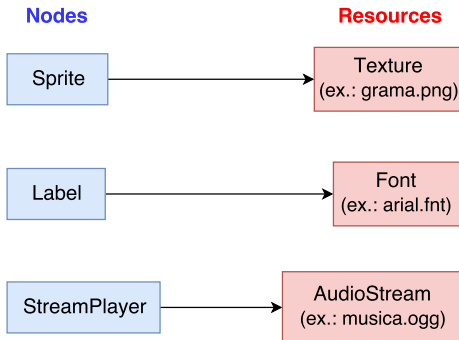 Nodes
Resources
Sprite
Texture
(ex.: grama.png)
Label
Font
(ex.: arial.fnt)
StreamPlayer
AudioStream
(ex.: musica.ogg)